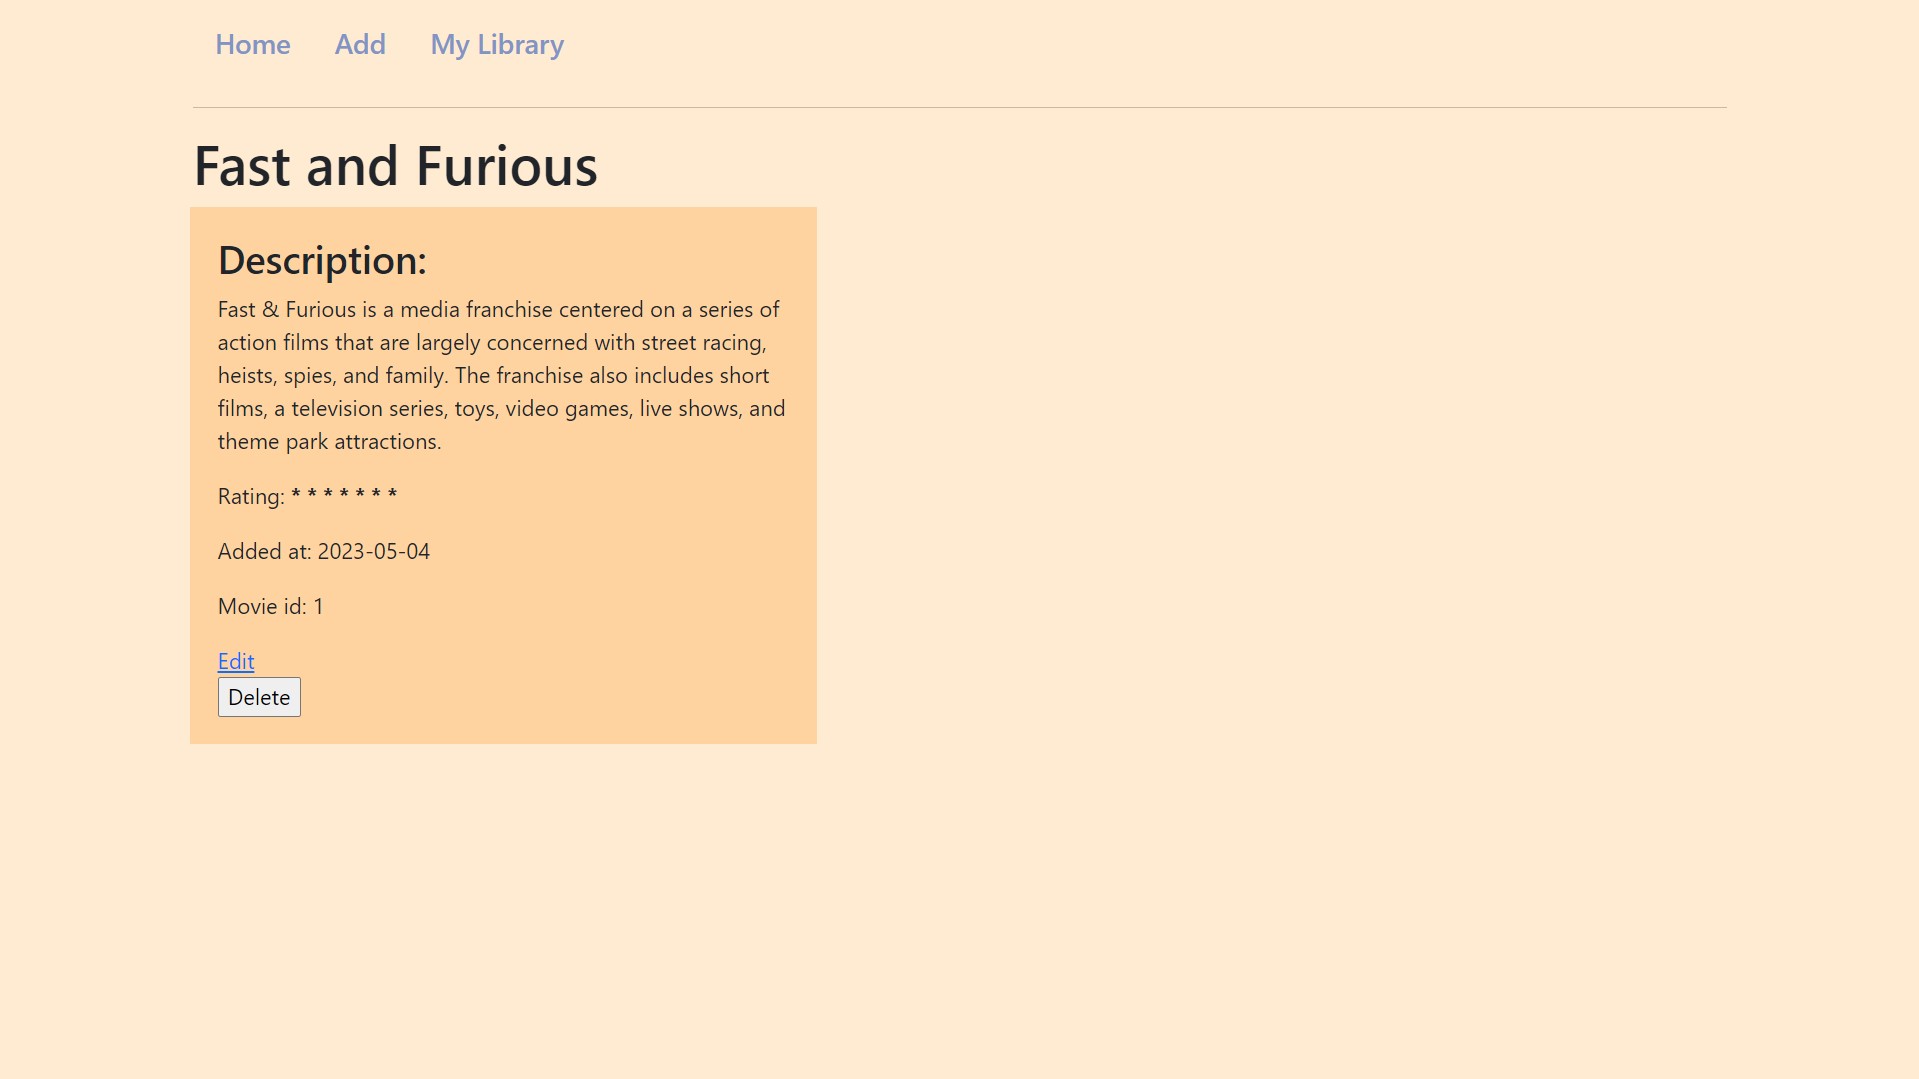 Home Add My Library
Fast and Furious
Description:
Fast & Furious is a media franchise centered on a series of
action films that are largely concerned with street racing,
heists, spies, and family. The franchise also includes short
films, a television series, toys, video games, live shows, and
theme park attractions.
Rating: * * * * * * *
Added at: 2023-05-04
Movie id: 1
Edit
Delete